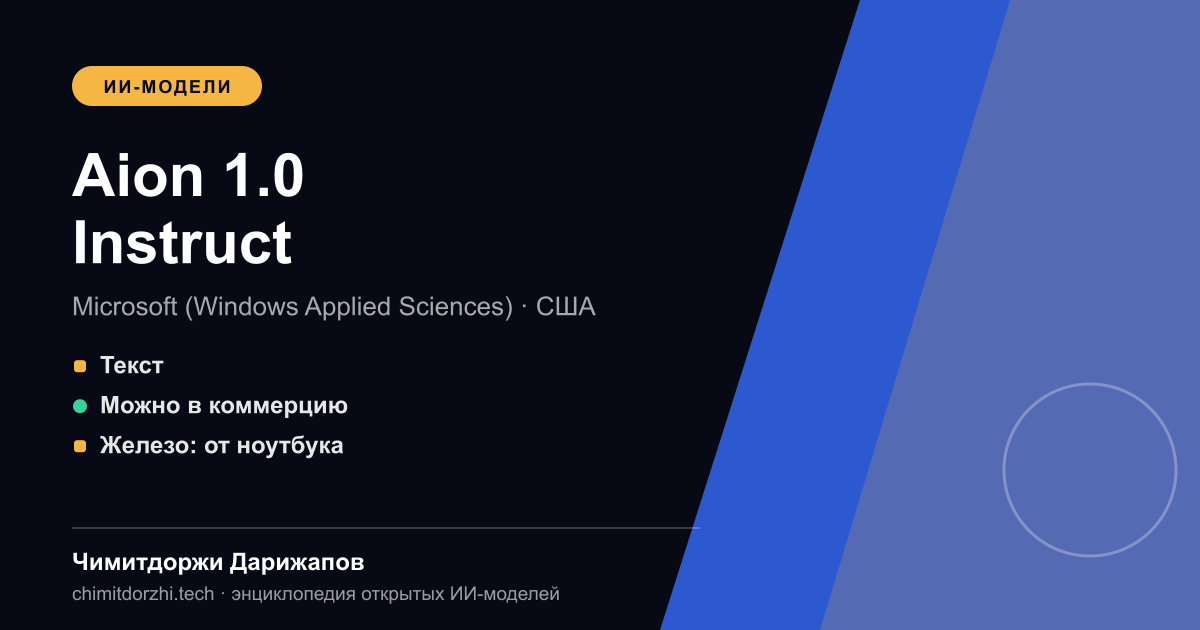 ИИ-МОДЕЛИ
Aion 1.0
Instruct
Microsoft (Windows Applied Sciences) · США
Текст
Можно в коммерцию
Железо: от ноутбука
Чимитдоржи Дарижапов
chimitdorzhi.tech · энциклопедия открытых ИИ-моделей